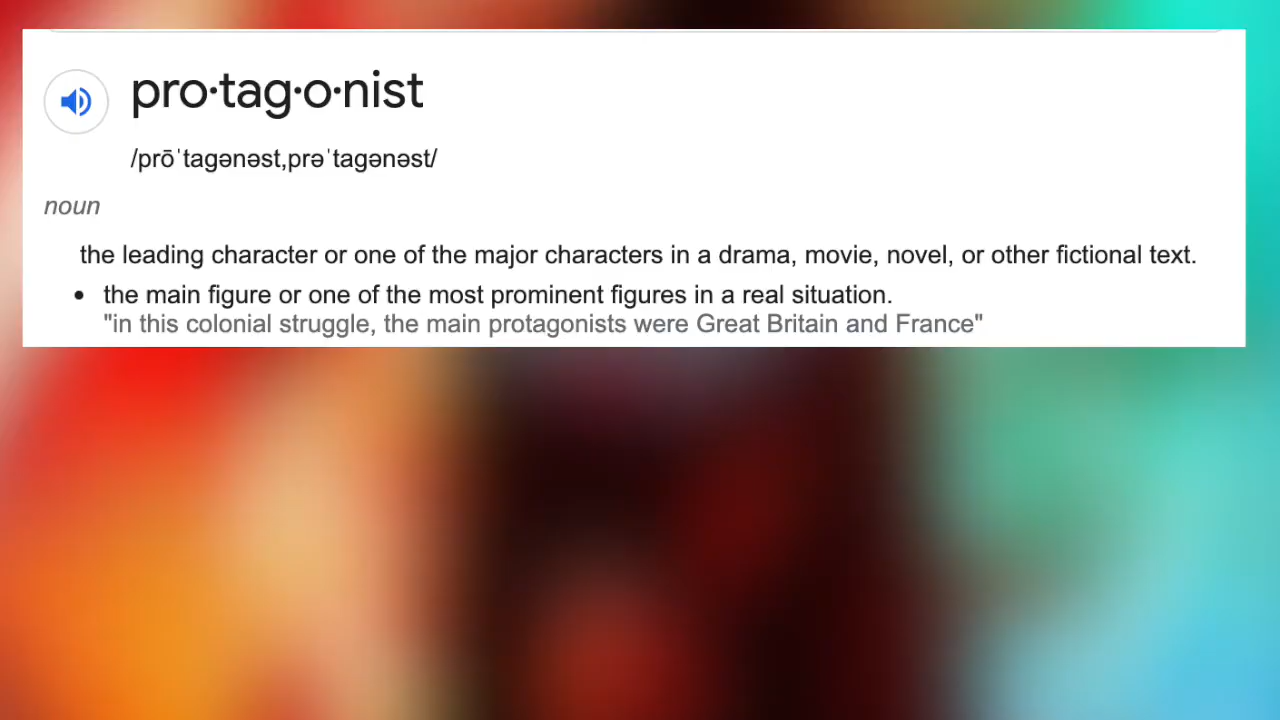 pro·tag·o·nist
/prōˈtaɡənəst,prəˈtaɡənəst/
noun
the leading character or one of the major characters in a drama, movie, novel, or other fictional text.
• the main figure or one of the most prominent figures in a real situation.
"in this colonial struggle, the main protagonists were Great Britain and France"